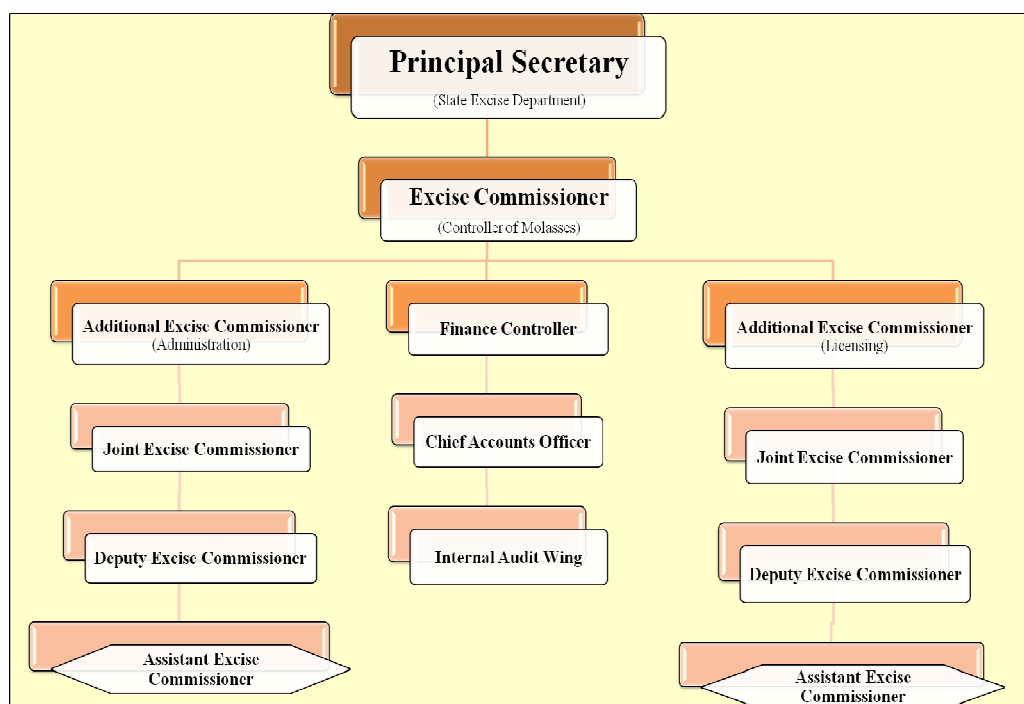 Principal Secretary
(State Excise Department)
Excise Commissioner
(Controller of Molasses)
Additional Excise Commissioner
(Administration)
Joint Excise Commissioner
Deputy Excise Commissioner
Assistant Excise
Commissioner
Finance Controller
Chief Accounts Officer
Internal Audit Wing
Additional Excise Commissioner
(Licensing)
Joint Excise Commissioner
Deputy Excise Commissioner
Assistant Excise
Commissioner